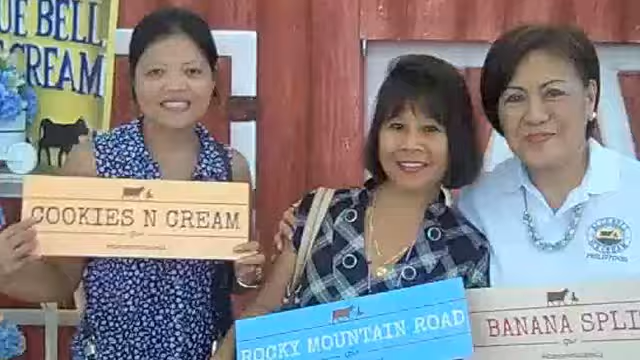 UE BELL
CREAM
COOKIES N CREAM
ROCKY MOUNTAIN ROAD
BANANA SPLI